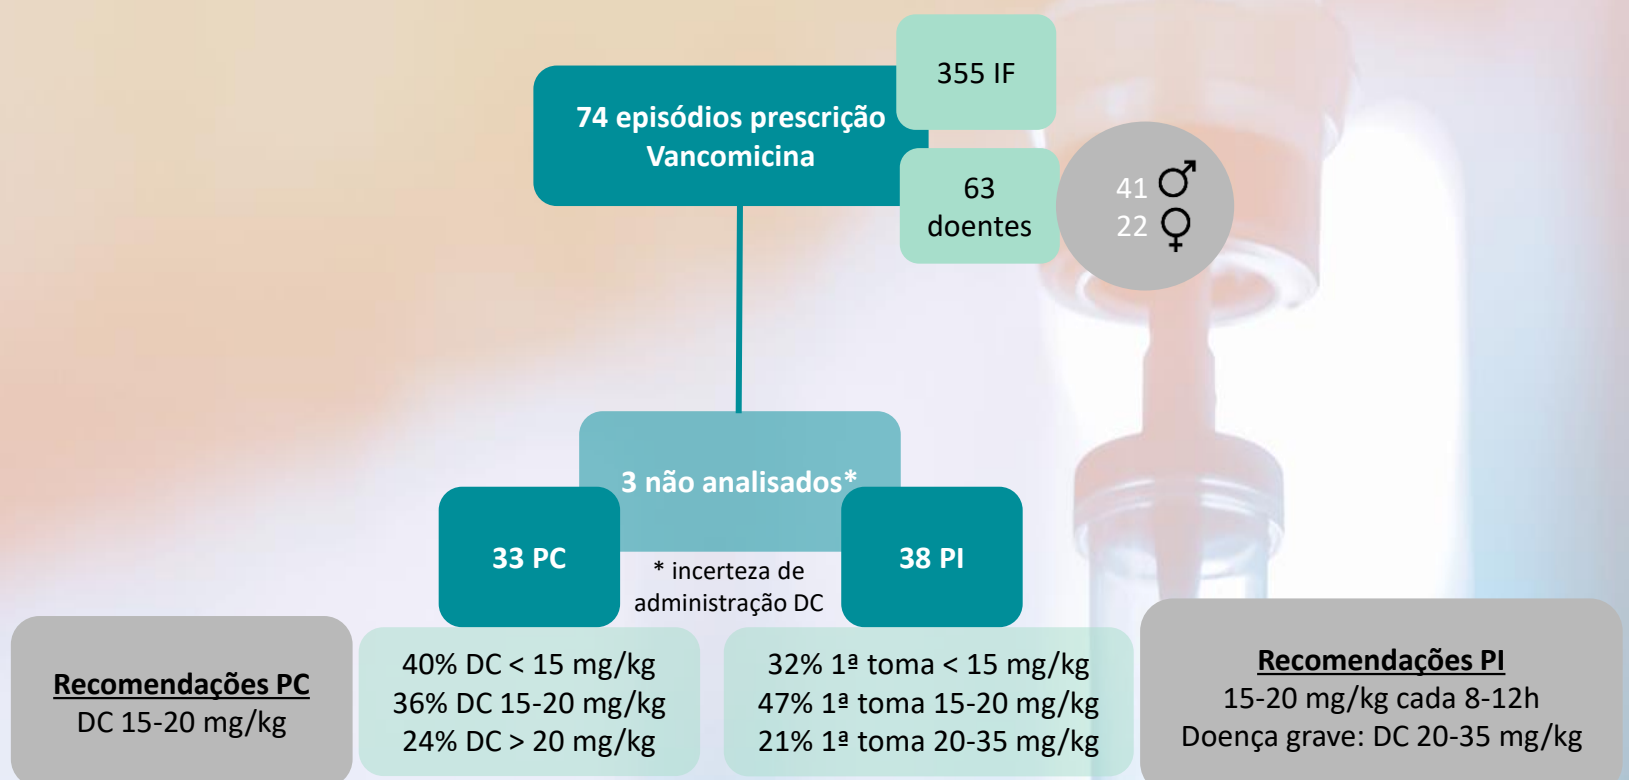 355 IF
74 episódios prescrição
Vancomicina
63
doentes
41 ♂
22 ♀
3 não analisados*
33 PC
38 PI
* incerteza de
administração DC
Recomendações PC
DC 15-20 mg/kg
40% DC < 15 mg/kg
36% DC 15-20 mg/kg
24% DC > 20 mg/kg
32% 1ª toma < 15 mg/kg
47% 1ª toma 15-20 mg/kg
21% 1ª toma 20-35 mg/kg
Recomendações PI
15-20 mg/kg cada 8-12h
Doença grave: DC 20-35 mg/kg